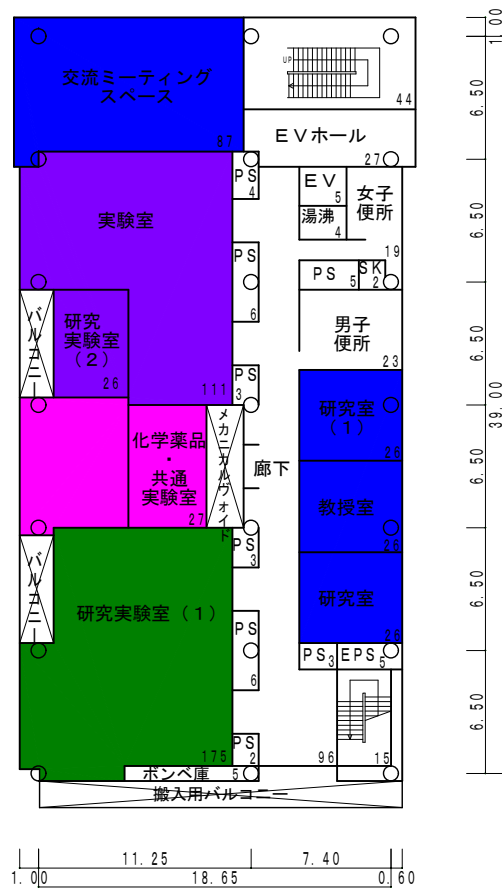 交流ミーティング
スペース
87
UP
44
EVホール
27
PS
4
EV
5
湯沸
4
女子
便所
19
実験室
PS
6
PS
5
SK
2
バルコニー
研究
実験室
(2)
26
男子
便所
23
111
PS
3
研究室
(1)
26
化学薬品
・
共通
実験室
27
メカニカルヴォイド
廊下
教授室
26
バルコニー
PS
3
研究実験室(1)
175
研究室
26
PS
6
PS
3
EPS
5
PS
2
ボンベ庫
5
96
15
搬入用バルコニー
1.00
6.50
6.50
6.50
6.50
6.50
6.50
39.00
11.25
7.40
1.00
18.65
0.60